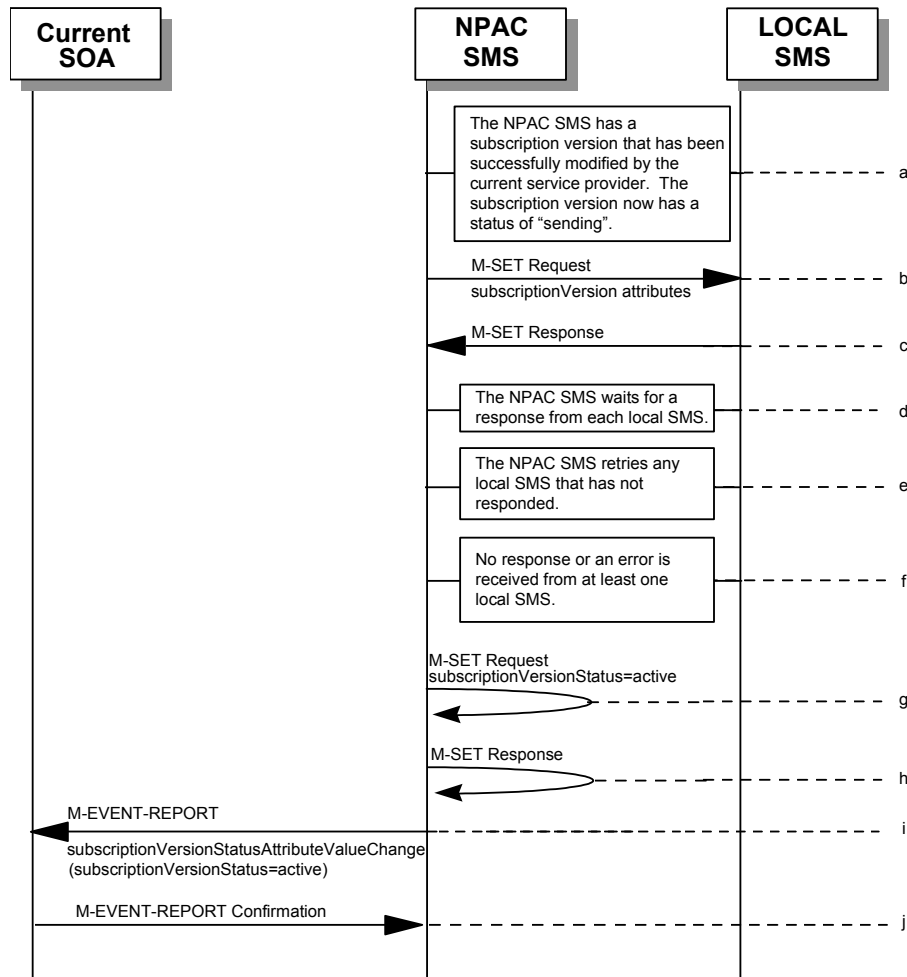 Current
SOA
NPAC
SMS
LOCAL
SMS
The NPAC SMS has a
subscription version that has been
successfully modified by the
current service provider.  The
subscription version now has a
status of “sending”.
a
M-SET Request
subscriptionVersion attributes
b
M-SET Response
c
The NPAC SMS waits for a
response from each local SMS.
d
The NPAC SMS retries any
local SMS that has not
responded.
e
No response or an error is
received from at least one
local SMS.
f
M-SET Request
subscriptionVersionStatus=active
g
M-SET Response
h
M-EVENT-REPORT
subscriptionVersionStatusAttributeValueChange
(subscriptionVersionStatus=active)
i
M-EVENT-REPORT Confirmation
j